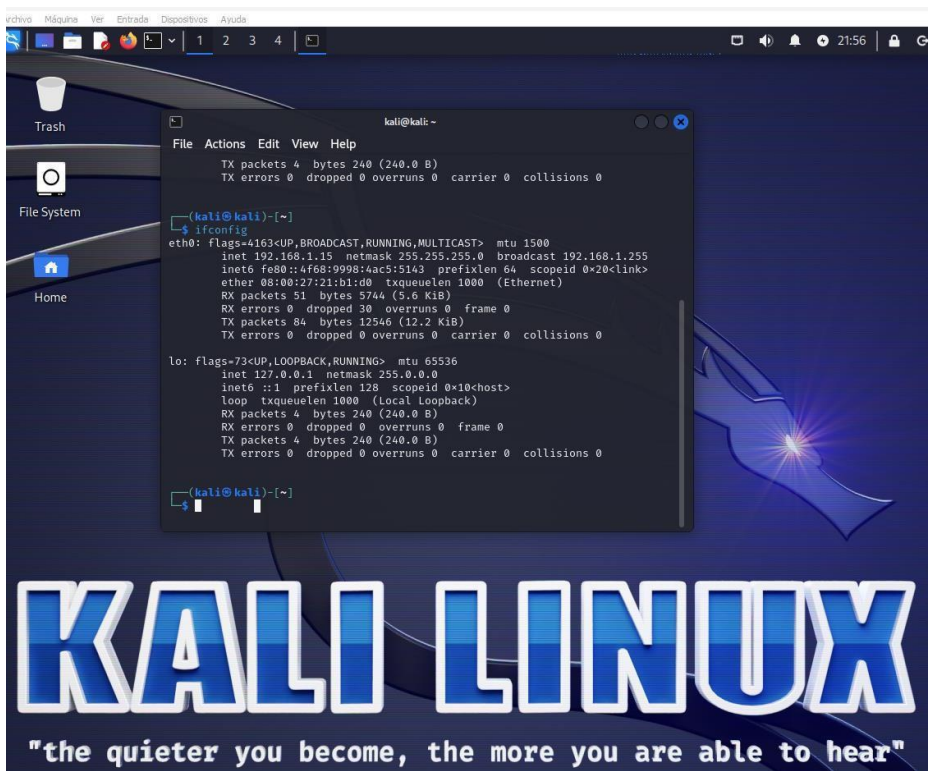 Archivo Máquina Ver Entrada Dispositivos Ayuda
1 2 3 4
21:56
Trash
File System
Home
kali@kali: ~
File Actions Edit View Help
TX packets 4 bytes 240 (240.0 B)
TX errors 0 dropped 0 overruns 0 carrier 0 collisions 0
┌──(kali㉿kali)-[~]
└─$ ifconfig
eth0: flags=4163<UP,BROADCAST,RUNNING,MULTICAST> mtu 1500
inet 192.168.1.15 netmask 255.255.255.0 broadcast 192.168.1.255
inet6 fe80::4f68:9998:4ac5:5143 prefixlen 64 scopeid 0×20<link>
ether 08:00:27:21:b1:d0 txqueuelen 1000 (Ethernet)
RX packets 51 bytes 5744 (5.6 KiB)
RX errors 0 dropped 30 overruns 0 frame 0
TX packets 84 bytes 12546 (12.2 KiB)
TX errors 0 dropped 0 overruns 0 carrier 0 collisions 0
lo: flags=73<UP,LOOPBACK,RUNNING> mtu 65536
inet 127.0.0.1 netmask 255.0.0.0
inet6 ::1 prefixlen 128 scopeid 0×10<host>
loop txqueuelen 1000 (Local Loopback)
RX packets 4 bytes 240 (240.0 B)
RX errors 0 dropped 0 overruns 0 frame 0
TX packets 4 bytes 240 (240.0 B)
TX errors 0 dropped 0 overruns 0 carrier 0 collisions 0
┌──(kali㉿kali)-[~]
└─$
KALI LINUX
"the quieter you become, the more you are able to hear"